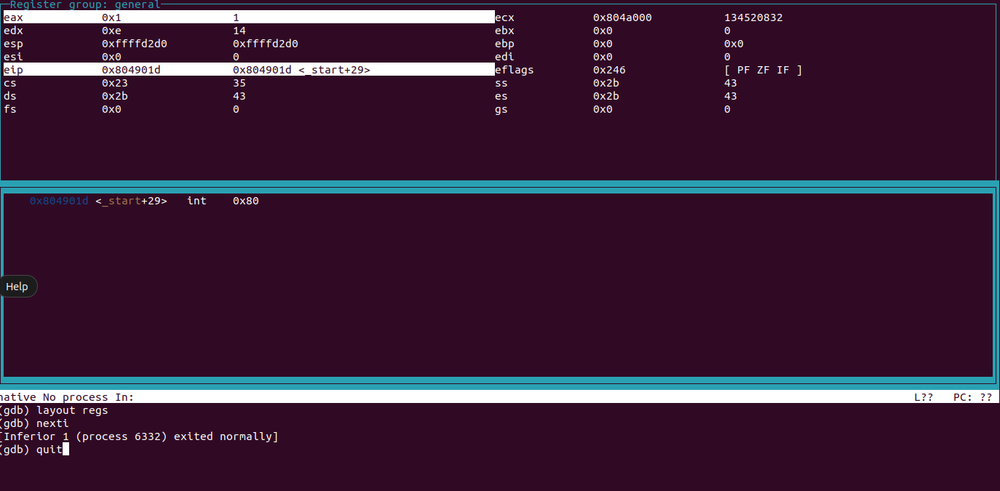 Register group: general
eax 0x1 1 ecx 0x804a000 134520832
edx 0xe 14 ebx 0x0 0
esp 0xffffd2d0 0xffffd2d0 ebp 0x0 0x0
esi 0x0 0 edi 0x0 0
eip 0x804901d 0x804901d <_start+29> eflags 0x246 [ PF ZF IF ]
cs 0x23 35 ss 0x2b 43
ds 0x2b 43 es 0x2b 43
fs 0x0 0 gs 0x0 0
0x804901d <_start+29> int 0x80
Help
native No process In: L?? PC: ??
(gdb) layout regs
(gdb) nexti
[Inferior 1 (process 6332) exited normally]
(gdb) quit